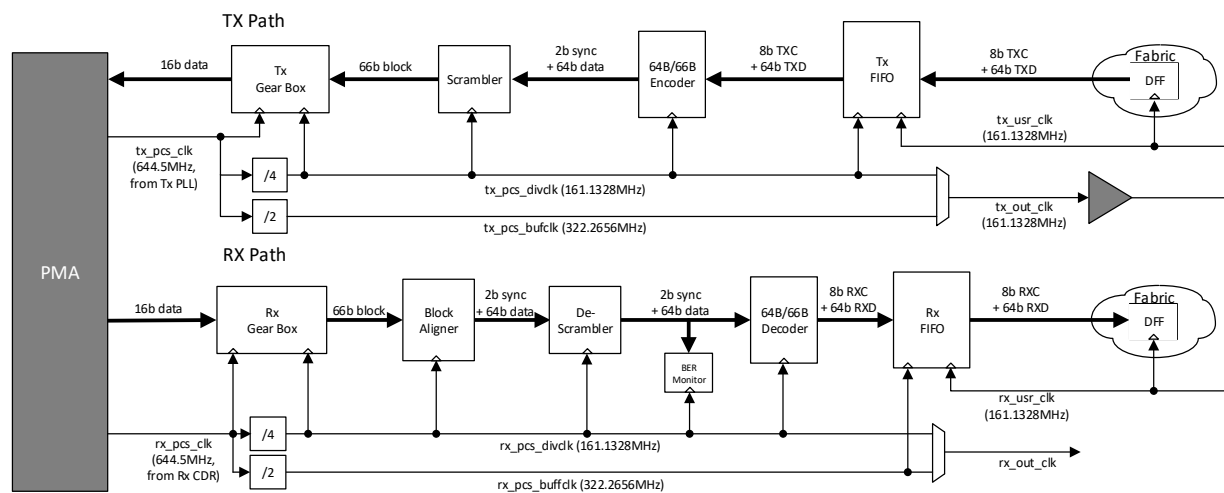 TX Path
16b data
Tx
Gear Box
66b block
Scrambler
2b sync
+ 64b data
64B/66B
Encoder
8b TXC
+ 64b TXD
Tx
FIFO
8b TXC
+ 64b TXD
Fabric
DFF
tx_pcs_clk
(644.5MHz,
from Tx PLL)
/4
/2
tx_pcs_divclk (161.1328MHz)
tx_pcs_bufclk (322.2656MHz)
tx_usr_clk
(161.1328MHz)
tx_out_clk
(161.1328MHz)
PMA
RX Path
16b data
Rx
Gear Box
66b block
Block
Aligner
2b sync
+ 64b data
De-
Scrambler
2b sync
+ 64b data
BER
Monitor
64B/66B
Decoder
8b RXC
+ 64b RXD
Rx
FIFO
8b RXC
+ 64b RXD
Fabric
DFF
rx_usr_clk
(161.1328MHz)
rx_pcs_clk
(644.5MHz,
from Rx CDR)
/4
/2
rx_pcs_divclk (161.1328MHz)
rx_pcs_buffclk (322.2656MHz)
rx_out_clk